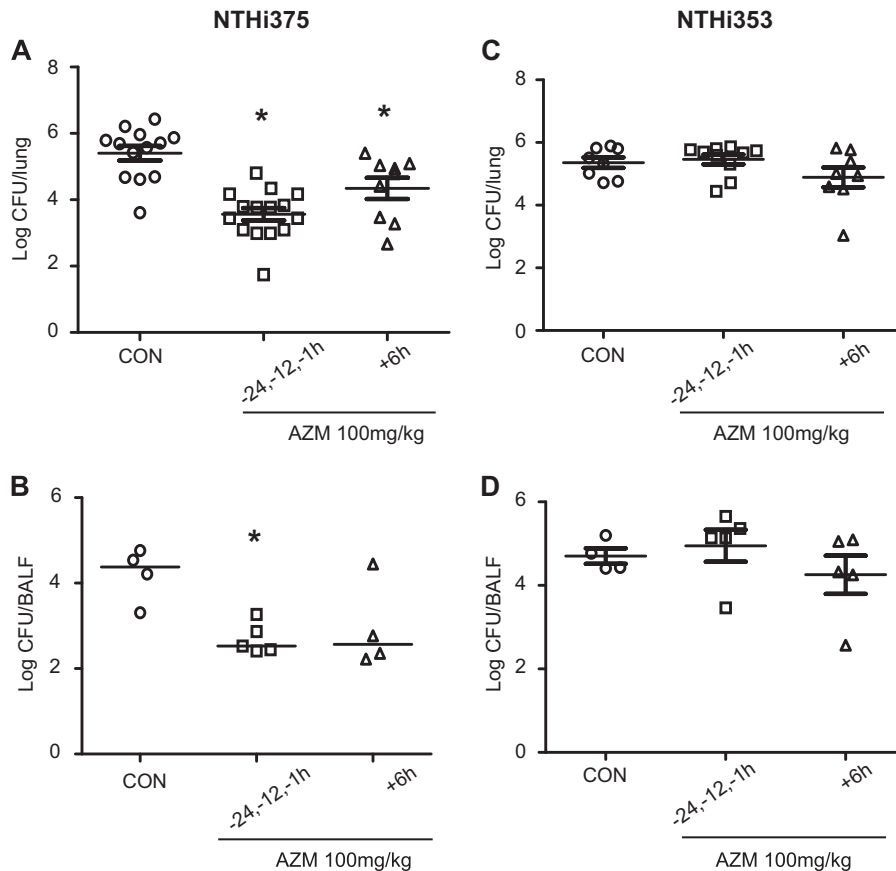 NTHi375
NTHi353
A
8
6
4
2
0
Log CFU/lung
*
*
CON
-24,-12,-1h
+6h
AZM 100mg/kg
C
8
6
4
2
0
Log CFU/lung
CON
-24,-12,-1h
+6h
AZM 100mg/kg
B
6
4
2
0
Log CFU/BALF
*
CON
-24,-12,-1h
+6h
AZM 100mg/kg
D
6
4
2
0
Log CFU/BALF
CON
-24,-12,-1h
+6h
AZM 100mg/kg